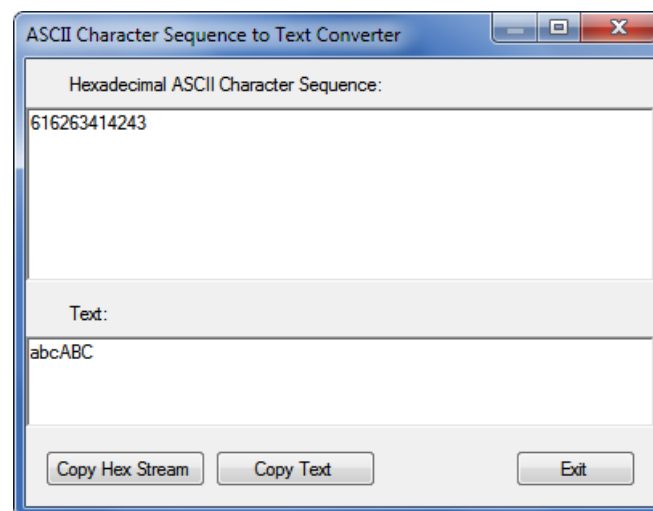 ASCII Character Sequence to Text Converter
Hexadecimal ASCII Character Sequence:
616263414243
Text:
abcABC
Copy Hex Stream Copy Text Exit